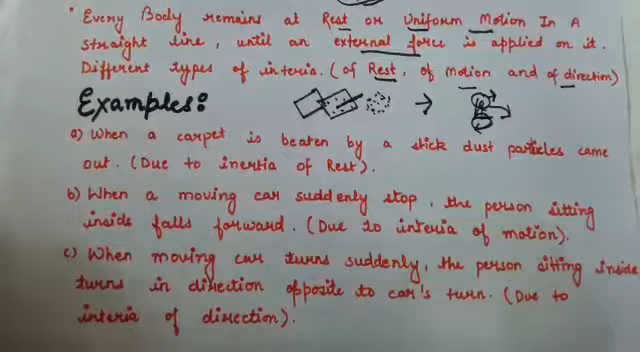 " Every Body remains at Rest or Uniform Motion In A
straight line, until an external force is applied on it.
Different types of interia. (of Rest, of Motion and of direction)
Examples:
a) When a carpet is beaten by a stick dust particles came
out. (Due to inertia of Rest).
b) When a moving car suddenly stop, the person sitting
inside falls forward. (Due to interia of motion).
c) When moving car turns suddenly, the person sitting inside
turns in direction opposite to car's turn. (Due to
interia of direction).